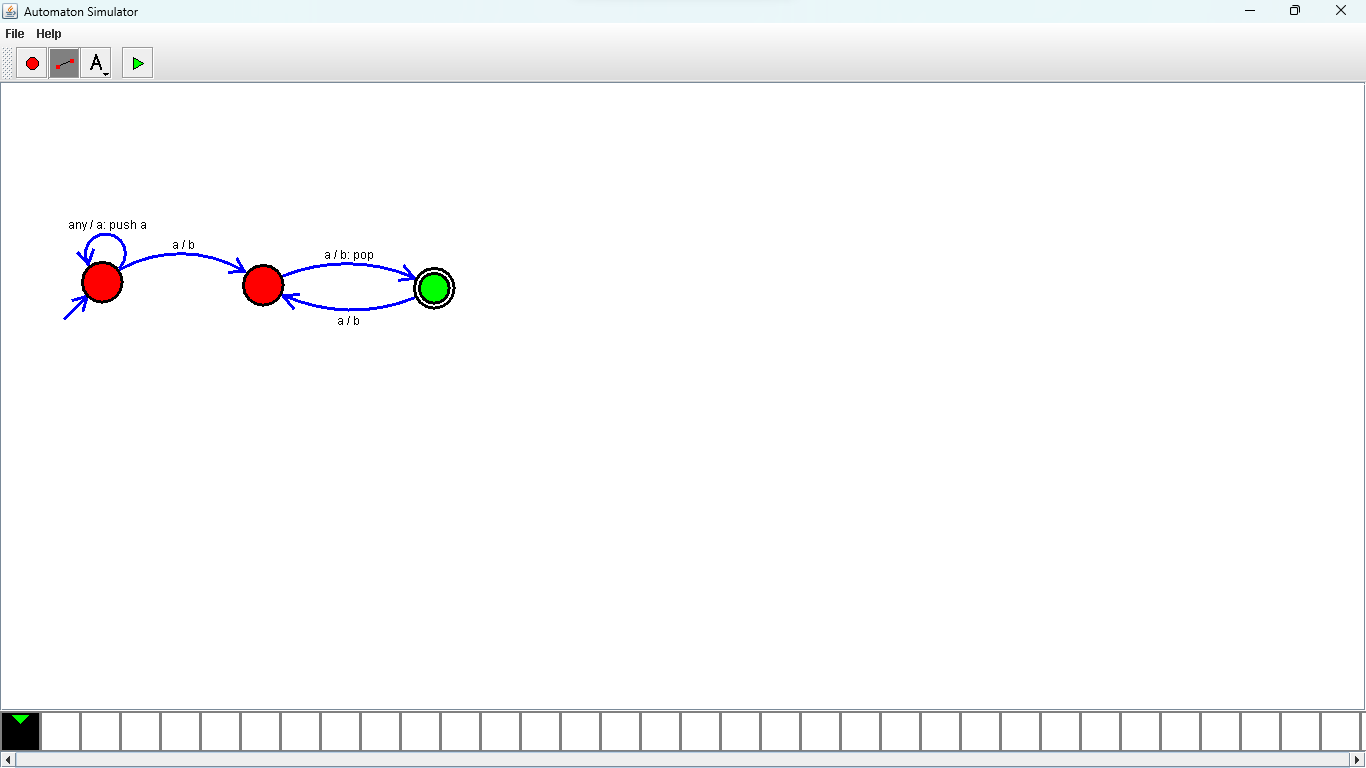 Automaton Simulator
File Help
A
any / a: push a
a / b
a / b: pop
a / b